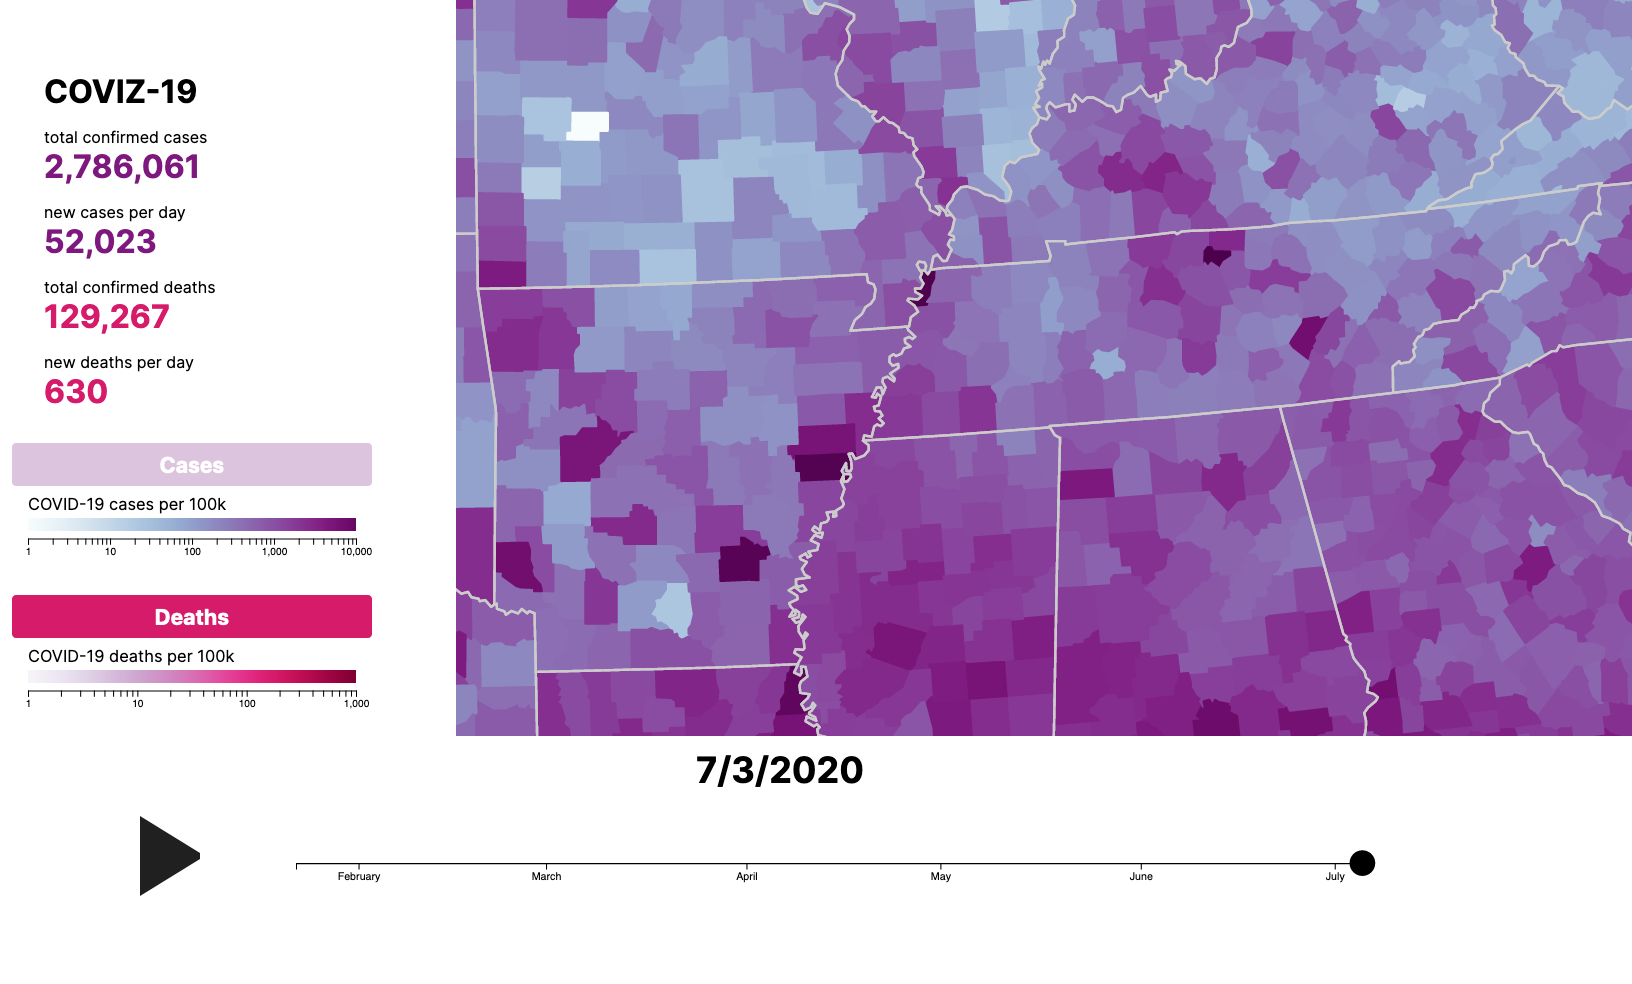 COVIZ-19
total confirmed cases
2,786,061
new cases per day
52,023
total confirmed deaths
129,267
new deaths per day
630
Cases
COVID-19 cases per 100k
1 10 100 1,000 10,000
Deaths
COVID-19 deaths per 100k
1 10 100 1,000
7/3/2020
February March April May June July